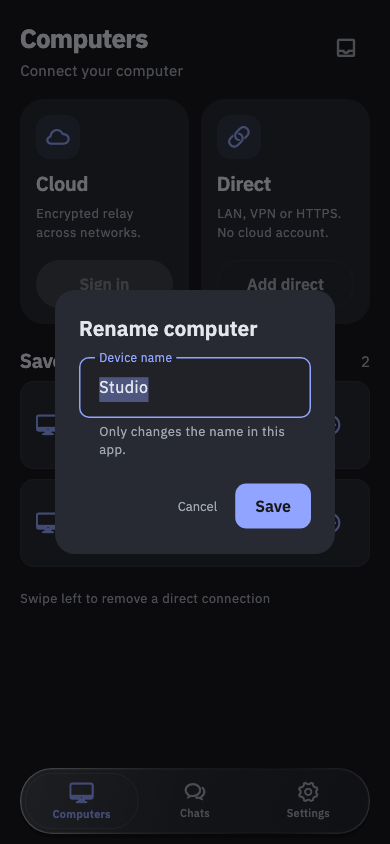 Computers
Connect your computer
Cloud
Direct
Encrypted relay
across networks.
LAN, VPN or HTTPS.
No cloud account.
Sign in
Add direct
2
Rename computer
Device name
Studio
Only changes the name in this
app.
Cancel
Save
Swipe left to remove a direct connection
Computers
Chats
Settings